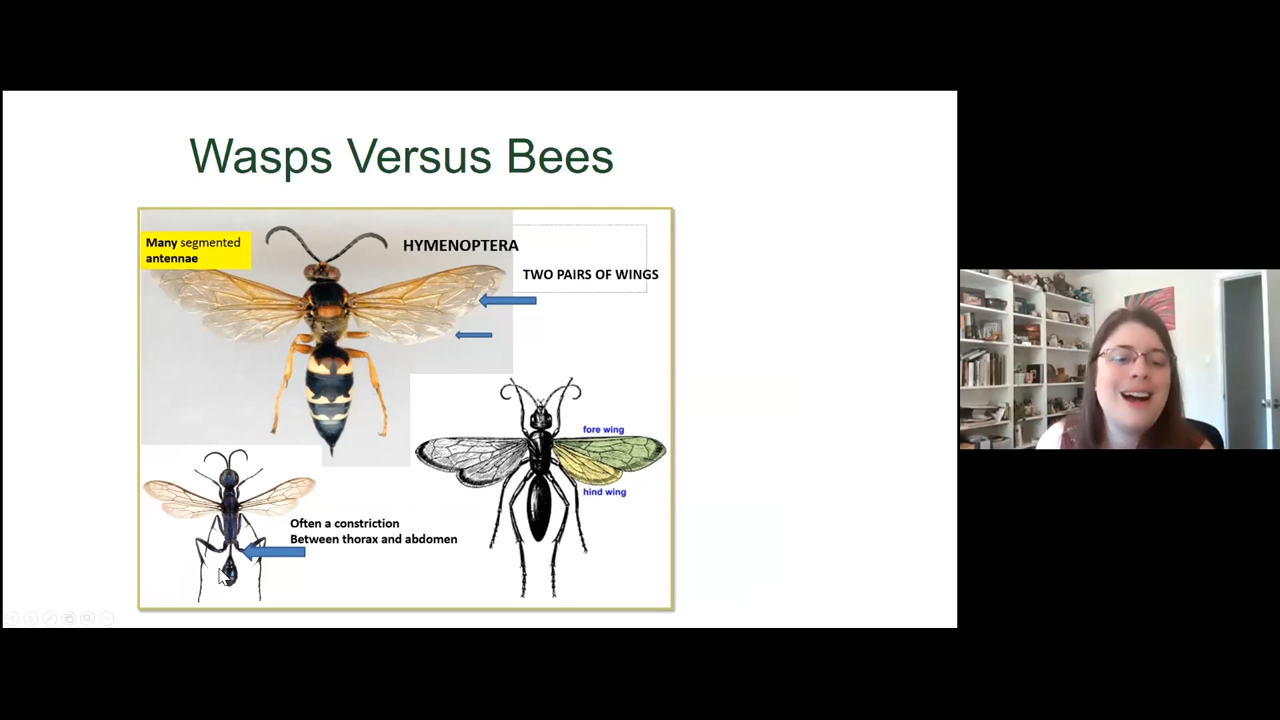 Wasps Versus Bees
Many segmented
antennae
HYMENOPTERA
TWO PAIRS OF WINGS
fore wing
hind wing
Often a constriction
Between thorax and abdomen